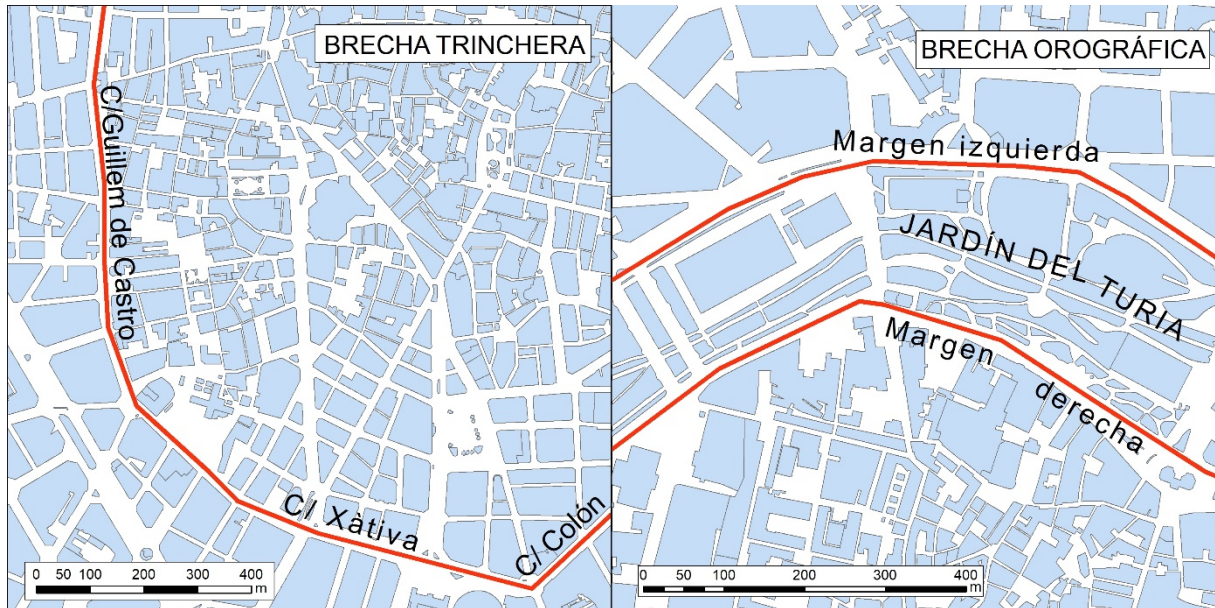 BRECHA TRINCHERA
C/Guillem de Castro
C/ Xàtiva
C/ Colón
0 50 100 200 300 400
m
BRECHA OROGRÁFICA
Margen izquierda
JARDÍN DEL TURIA
Margen derecha
0 50 100 200 300 400
m